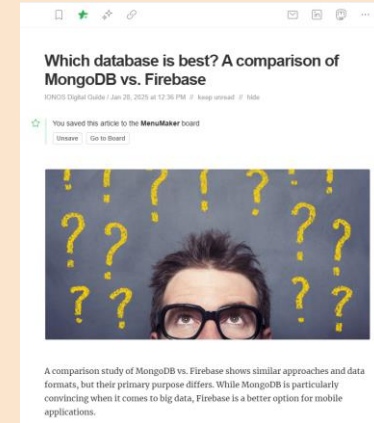 Which database is best? A comparison of
MongoDB vs. Firebase
IONOS Digital Guide / Jan 28, 2025 at 12:36 PM // keep unread // hide
You saved this article to the MenuMaker board
Unsave Go to Board
A comparison study of MongoDB vs. Firebase shows similar approaches and data
formats, but their primary purpose differs. While MongoDB is particularly
convincing when it comes to big data, Firebase is a better option for mobile
applications.